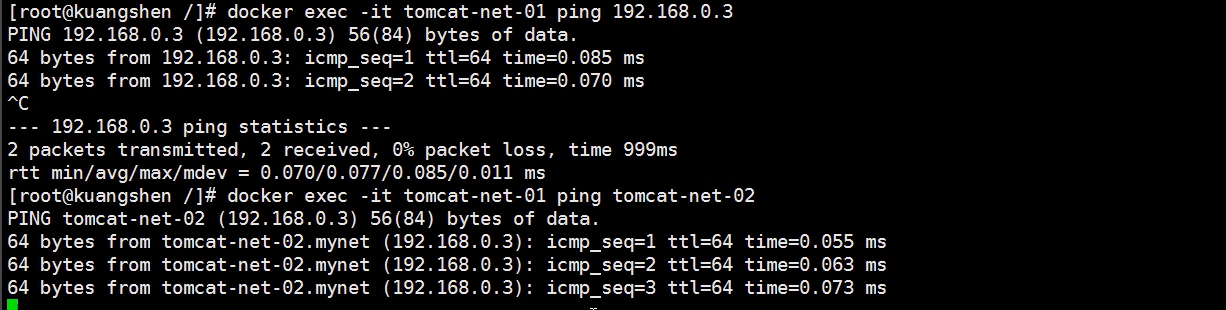 [root@kuangshen /]# docker exec -it tomcat-net-01 ping 192.168.0.3
PING 192.168.0.3 (192.168.0.3) 56(84) bytes of data.
64 bytes from 192.168.0.3: icmp_seq=1 ttl=64 time=0.085 ms
64 bytes from 192.168.0.3: icmp_seq=2 ttl=64 time=0.070 ms
^C
--- 192.168.0.3 ping statistics ---
2 packets transmitted, 2 received, 0% packet loss, time 999ms
rtt min/avg/max/mdev = 0.070/0.077/0.085/0.011 ms
[root@kuangshen /]# docker exec -it tomcat-net-01 ping tomcat-net-02
PING tomcat-net-02 (192.168.0.3) 56(84) bytes of data.
64 bytes from tomcat-net-02.mynet (192.168.0.3): icmp_seq=1 ttl=64 time=0.055 ms
64 bytes from tomcat-net-02.mynet (192.168.0.3): icmp_seq=2 ttl=64 time=0.063 ms
64 bytes from tomcat-net-02.mynet (192.168.0.3): icmp_seq=3 ttl=64 time=0.073 ms